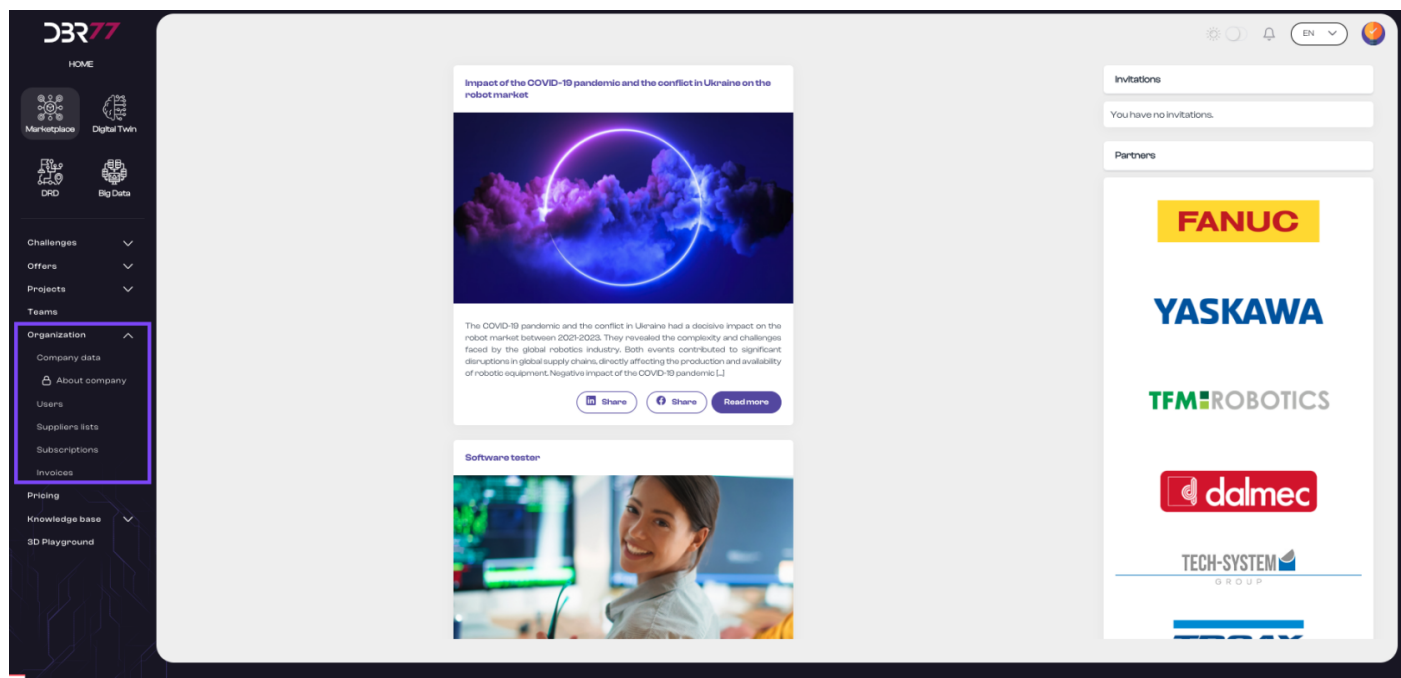 DBR77
HOME
Marketplace
Digital Twin
DRD
Big Data
Challenges
Offers
Projects
Teams
Organization
Company data
About company
Users
Suppliers lists
Subscriptions
Invoices
Pricing
Knowledge base
3D Playground
EN
Impact of the COVID-19 pandemic and the conflict in Ukraine on the
robot market
The COVID-19 pandemic and the conflict in Ukraine had a decisive impact on the
robot market between 2021-2023. They revealed the complexity and challenges
faced by the global robotics industry. Both events contributed to significant
disruptions in global supply chains, directly affecting the production and availability
of robotic equipment. Negative impact of the COVID-19 pandemic [...]
Share
Share
Read more
Software tester
Invitations
You have no invitations.
Partners
FANUC
YASKAWA
TFM ROBOTICS
d dalmec
TECH-SYSTEM
GROUP